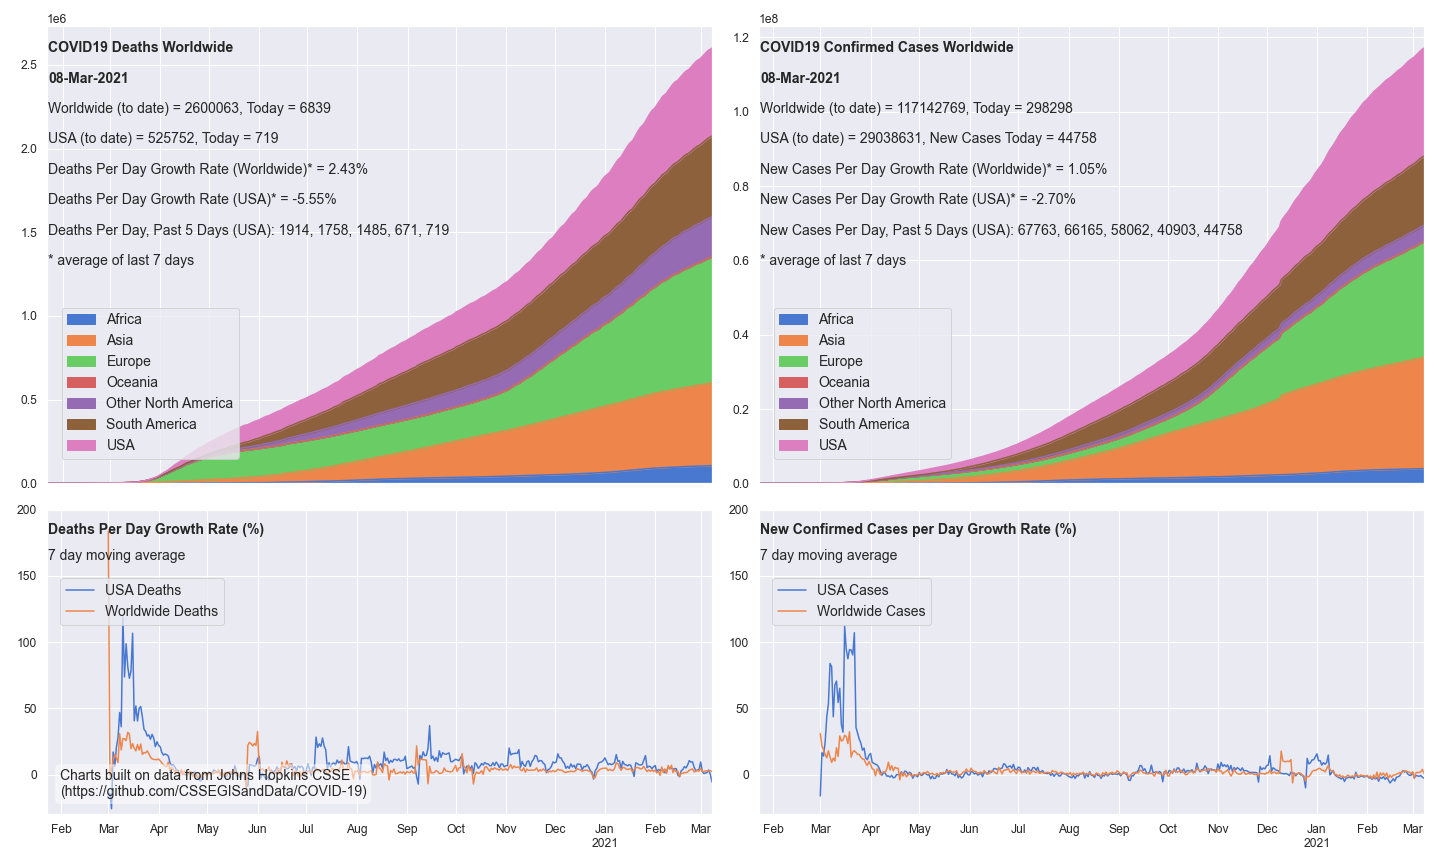 1e6
COVID19 Deaths Worldwide
08-Mar-2021
Worldwide (to date) = 2600063, Today = 6839
USA (to date) = 525752, Today = 719
Deaths Per Day Growth Rate (Worldwide)* = 2.43%
Deaths Per Day Growth Rate (USA)* = -5.55%
Deaths Per Day, Past 5 Days (USA): 1914, 1758, 1485, 671, 719
* average of last 7 days
2.5
2.0
1.5
1.0
0.5
0.0
Africa
Asia
Europe
Oceania
Other North America
South America
USA
1e8
COVID19 Confirmed Cases Worldwide
08-Mar-2021
Worldwide (to date) = 117142769, Today = 298298
USA (to date) = 29038631, New Cases Today = 44758
New Cases Per Day Growth Rate (Worldwide)* = 1.05%
New Cases Per Day Growth Rate (USA)* = -2.70%
New Cases Per Day, Past 5 Days (USA): 67763, 66165, 58062, 40903, 44758
* average of last 7 days
1.2
1.0
0.8
0.6
0.4
0.2
0.0
Africa
Asia
Europe
Oceania
Other North America
South America
USA
Deaths Per Day Growth Rate (%)
7 day moving average
USA Deaths
Worldwide Deaths
200
150
100
50
0
Charts built on data from Johns Hopkins CSSE
(https://github.com/CSSEGISandData/COVID-19)
Feb Mar Apr May Jun Jul Aug Sep Oct Nov Dec Jan Feb Mar
2021
New Confirmed Cases per Day Growth Rate (%)
7 day moving average
USA Cases
Worldwide Cases
200
150
100
50
0
Feb Mar Apr May Jun Jul Aug Sep Oct Nov Dec Jan Feb Mar
2021